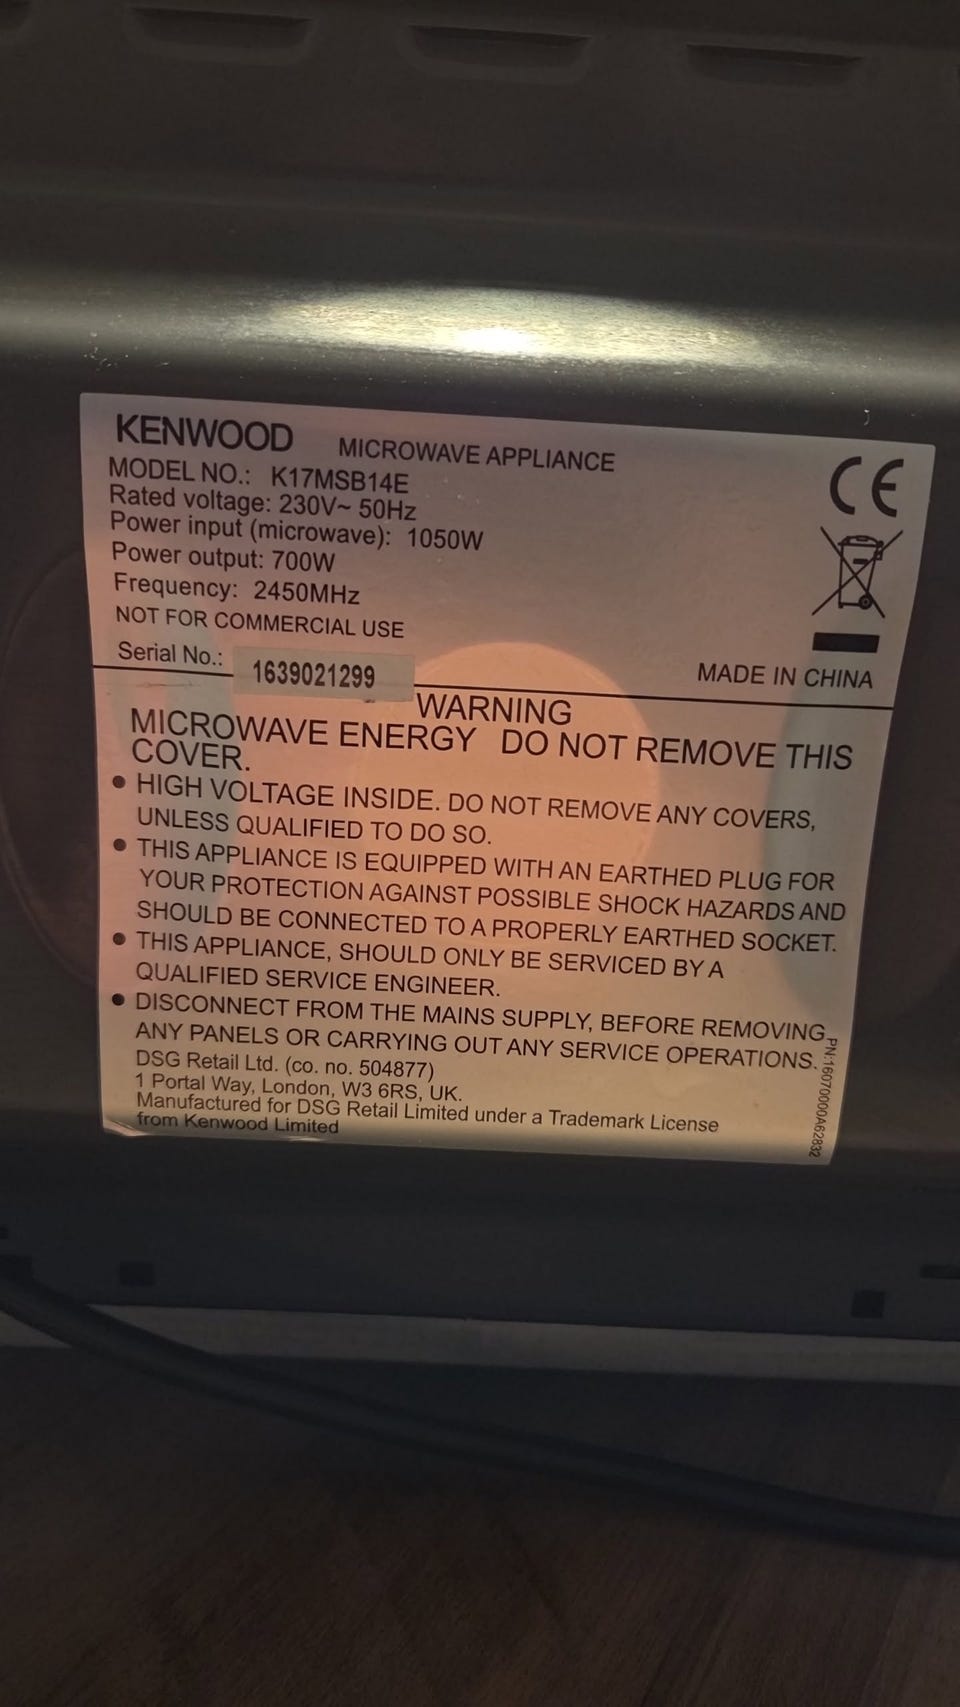 KENWOOD MICROWAVE APPLIANCE
MODEL NO.: K17MSB14E
Rated voltage: 230V~ 50Hz
Power input (microwave): 1050W
Power output: 700W
Frequency: 2450MHz
NOT FOR COMMERCIAL USE
Serial No.: 1639021299
CE
MADE IN CHINA
WARNING
MICROWAVE ENERGY DO NOT REMOVE THIS
COVER.
● HIGH VOLTAGE INSIDE. DO NOT REMOVE ANY COVERS,
UNLESS QUALIFIED TO DO SO.
● THIS APPLIANCE IS EQUIPPED WITH AN EARTHED PLUG FOR
YOUR PROTECTION AGAINST POSSIBLE SHOCK HAZARDS AND
SHOULD BE CONNECTED TO A PROPERLY EARTHED SOCKET.
● THIS APPLIANCE, SHOULD ONLY BE SERVICED BY A
QUALIFIED SERVICE ENGINEER.
● DISCONNECT FROM THE MAINS SUPPLY, BEFORE REMOVING
ANY PANELS OR CARRYING OUT ANY SERVICE OPERATIONS.
DSG Retail Ltd. (co. no. 504877)
1 Portal Way, London, W3 6RS, UK.
Manufactured for DSG Retail Limited under a Trademark License
from Kenwood Limited
PN:16070000A62832